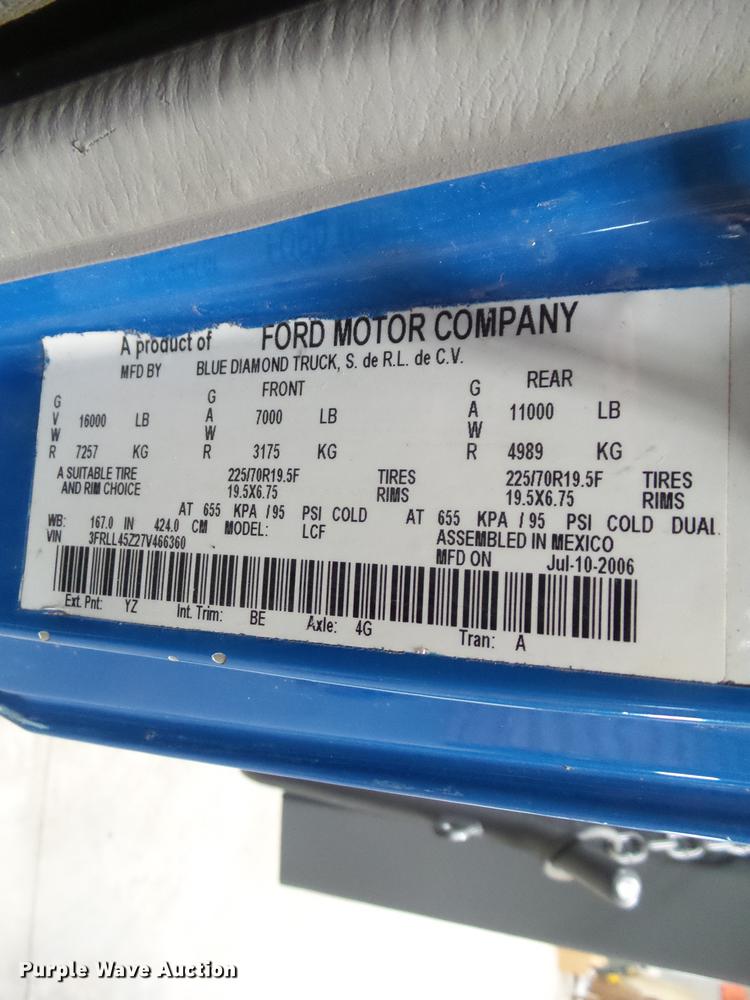 A product of FORD MOTOR COMPANY
MFD BY BLUE DIAMOND TRUCK, S. de R.L. de C.V.
FRONT REAR
GVWR 16000 LB GAWR 7000 LB GAWR 11000 LB
7257 KG 3175 KG 4989 KG
A SUITABLE TIRE 225/70R19.5F TIRES 225/70R19.5F TIRES
AND RIM CHOICE 19.5X6.75 RIMS 19.5X6.75 RIMS
AT 655 KPA / 95 PSI COLD AT 655 KPA / 95 PSI COLD DUAL
WB: 167.0 IN 424.0 CM MODEL: LCF ASSEMBLED IN MEXICO
VIN 3FRLL45Z27V466360 MFD ON Jul-10-2006
Ext. Pnt: YZ Int. Trim: BE Axle: 4G Tran: A
Purple Wave Auction